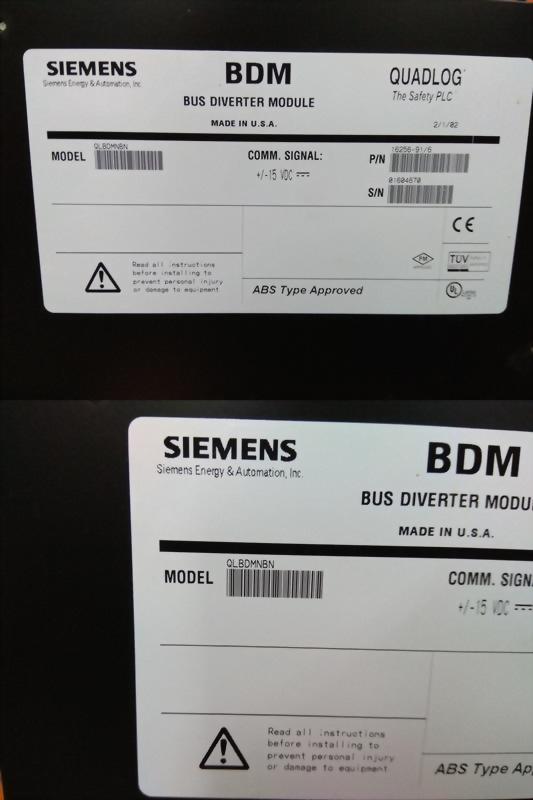 SIEMENS
Siemens Energy & Automation, Inc.
BDM
BUS DIVERTER MODULE
MADE IN U.S.A.
QUADLOG
The Safety PLC
2/1/02
MODEL QLBDMNBN
COMM. SIGNAL:
+/-15 VDC
P/N 16256-91/6
S/N 01604670
CE
FM
APPROVED
TUV
UL
Read all instructions
before installing to
prevent personal injury
or damage to equipment
ABS Type Approved
SIEMENS
Siemens Energy & Automation, Inc.
BDM
BUS DIVERTER MODU
MADE IN U.S.A.
MODEL QLBDMNBN
COMM. SIGN
+/-15 VDC
Read all instructions
before installing to
prevent personal injury
or damage to equipment
ABS Type Ap